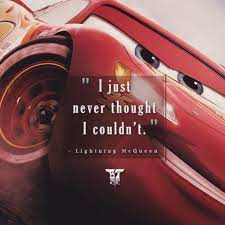 " I just
never thought
I couldn't. "
- Lightning McQueen